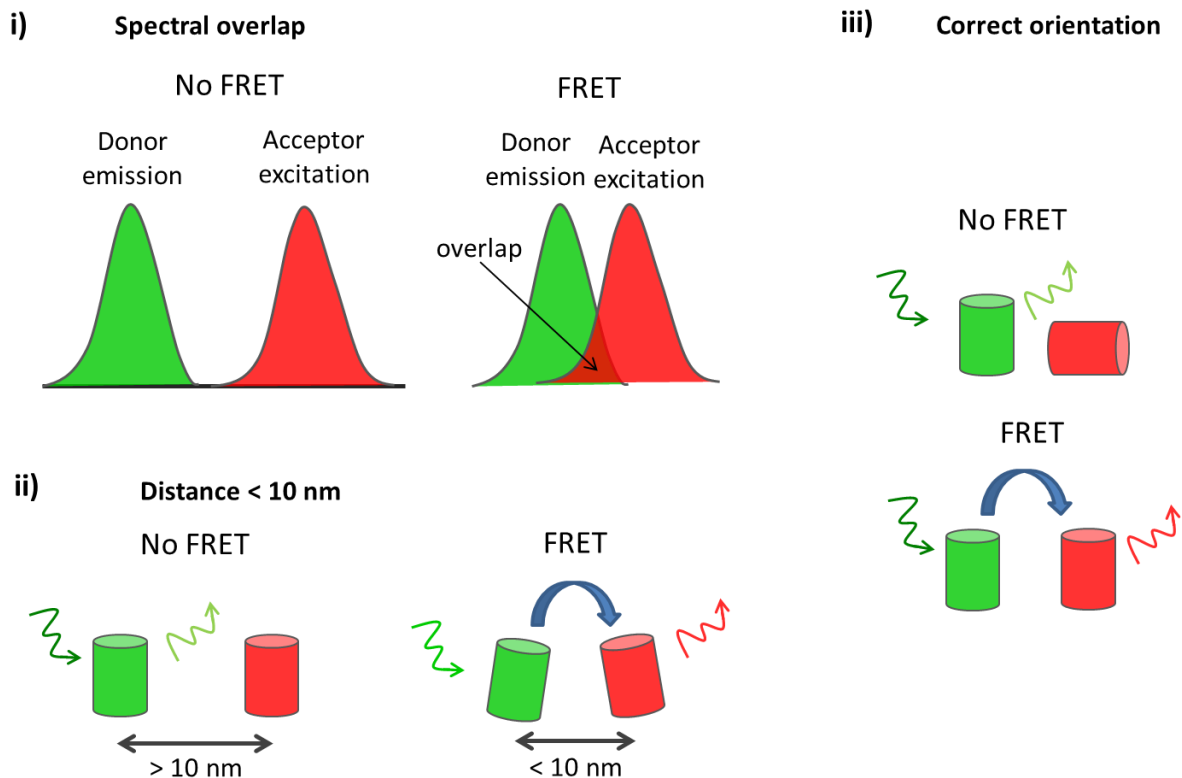 i) Spectral overlap
No FRET
Donor
emission
Acceptor
excitation
FRET
Donor
emission
Acceptor
excitation
overlap
ii) Distance < 10 nm
No FRET
> 10 nm
FRET
< 10 nm
iii) Correct orientation
No FRET
FRET